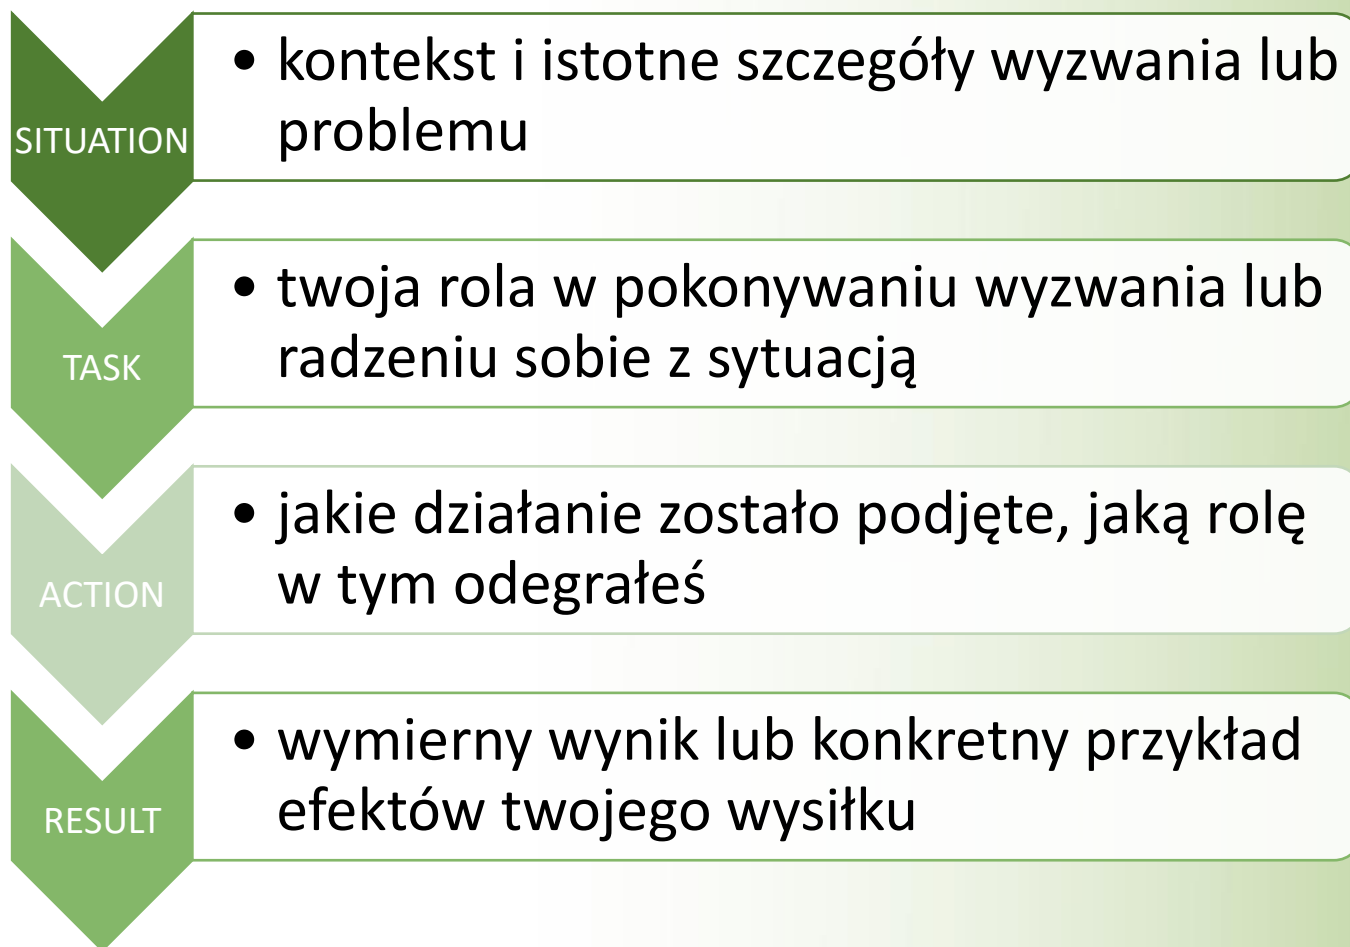 SITUATION
• kontekst i istotne szczegóły wyzwania lub
problemu
TASK
• twoja rola w pokonywaniu wyzwania lub
radzeniu sobie z sytuacją
ACTION
• jakie działanie zostało podjęte, jaką rolę
w tym odegrałeś
RESULT
• wymierny wynik lub konkretny przykład
efektów twojego wysiłku